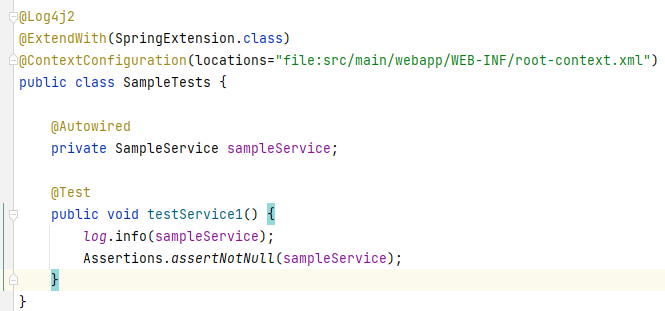 @Log4j2
@ExtendWith(SpringExtension.class)
@ContextConfiguration(locations="file:src/main/webapp/WEB-INF/root-context.xml")
public class SampleTests {
@Autowired
private SampleService sampleService;
@Test
public void testService1() {
log.info(sampleService);
Assertions.assertNotNull(sampleService);
}
}